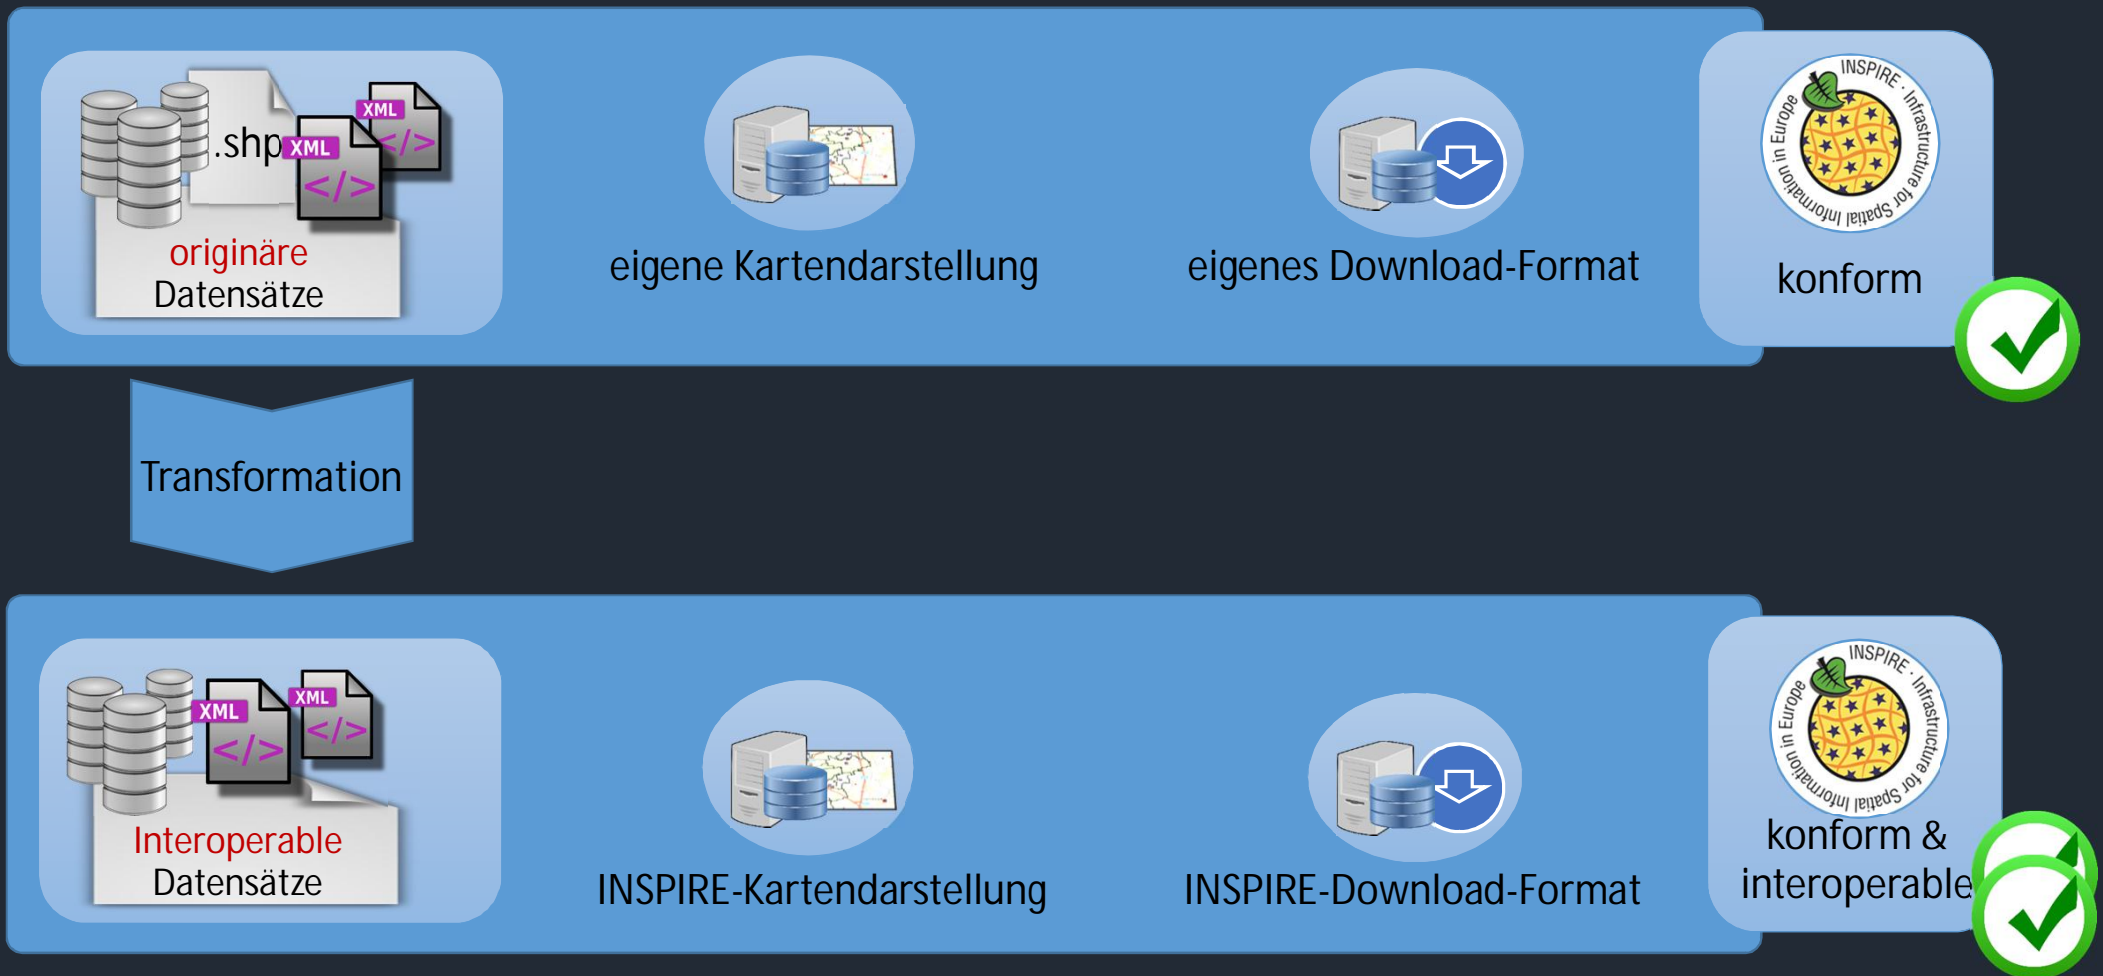 .shp
XML
</>
XML
</>
originäre
Datensätze
eigene Kartendarstellung
eigenes Download-Format
INSPIRE · Infrastructure for Spatial Information in Europe
konform
Transformation
XML
</>
XML
</>
Interoperable
Datensätze
INSPIRE-Kartendarstellung
INSPIRE-Download-Format
INSPIRE · Infrastructure for Spatial Information in Europe
konform &
interoperable